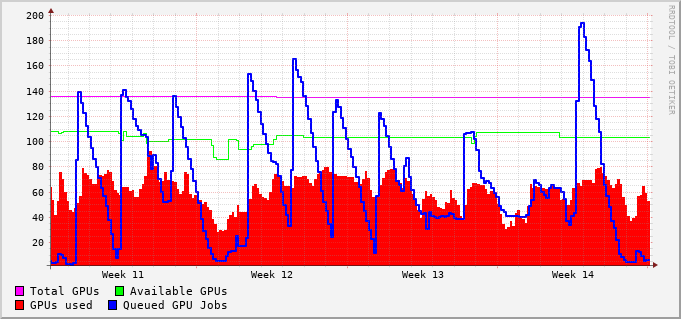 200
180
160
140
120
100
80
60
40
20
Week 11 Week 12 Week 13 Week 14
Total GPUs Available GPUs
GPUs used Queued GPU Jobs
RRDTOOL / TOBI OETIKER